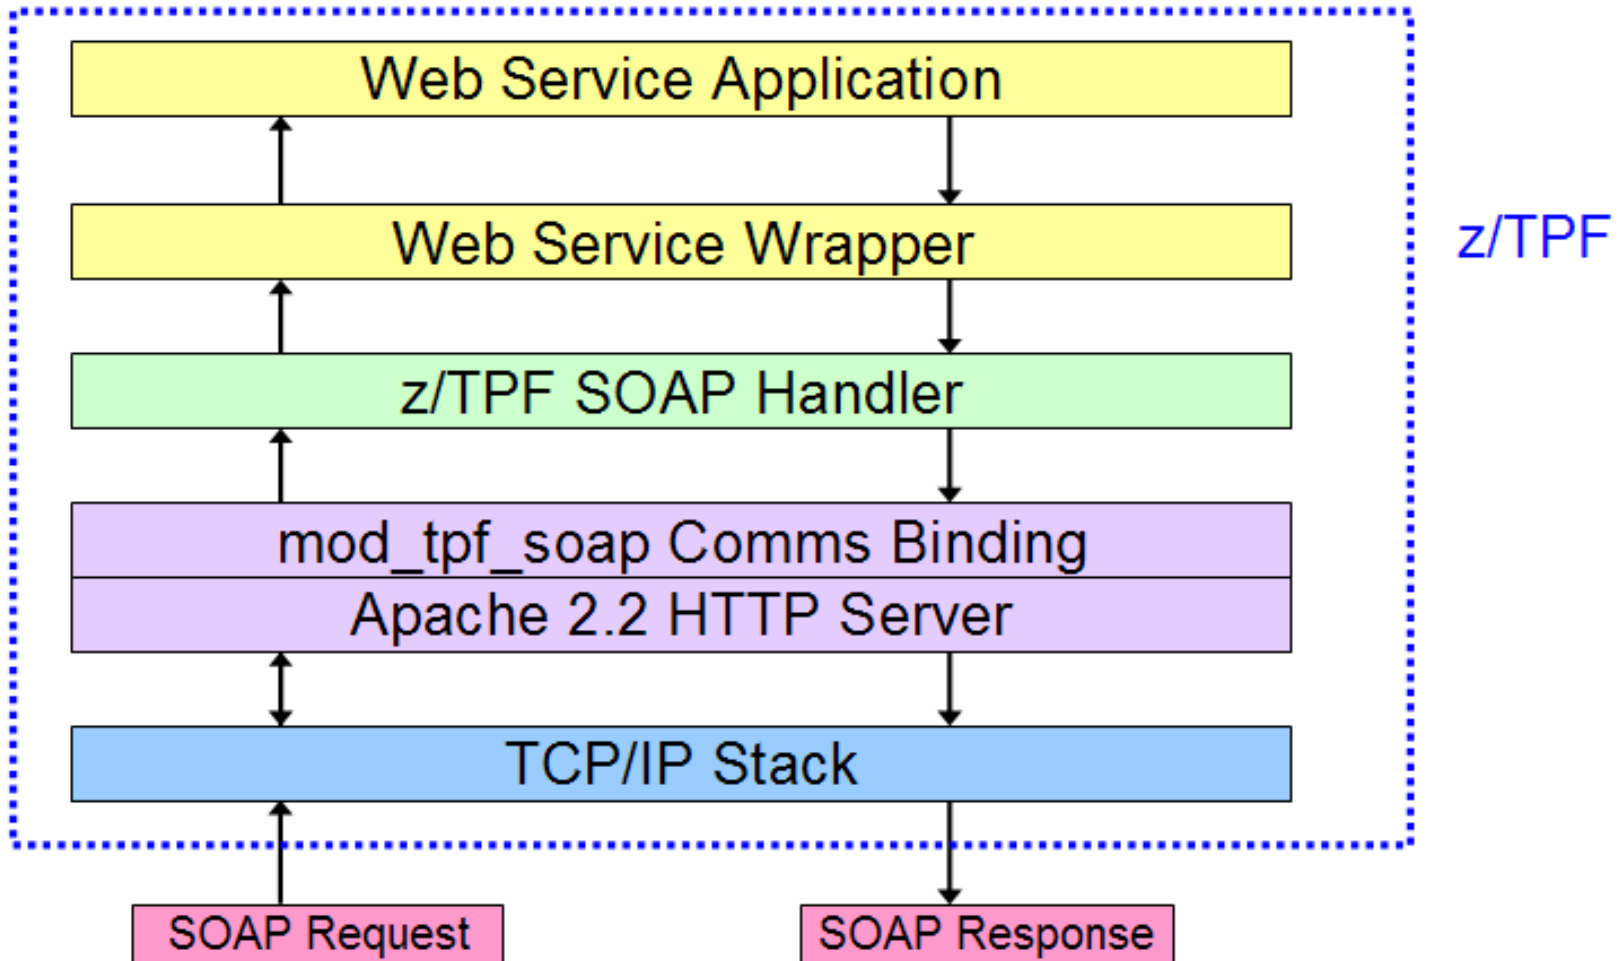 Web Service Application
Web Service Wrapper
z/TPF
z/TPF SOAP Handler
mod_tpf_soap Comms Binding
Apache 2.2 HTTP Server
TCP/IP Stack
SOAP Request
SOAP Response